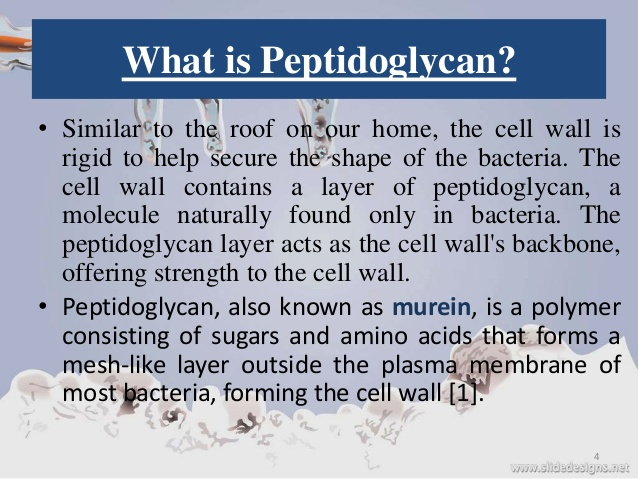 What is Peptidoglycan?
• Similar to the roof on our home, the cell wall is
rigid to help secure the shape of the bacteria. The
cell wall contains a layer of peptidoglycan, a
molecule naturally found only in bacteria. The
peptidoglycan layer acts as the cell wall's backbone,
offering strength to the cell wall.
• Peptidoglycan, also known as murein, is a polymer
consisting of sugars and amino acids that forms a
mesh-like layer outside the plasma membrane of
most bacteria, forming the cell wall [1].
4
www.slidedesigns.net